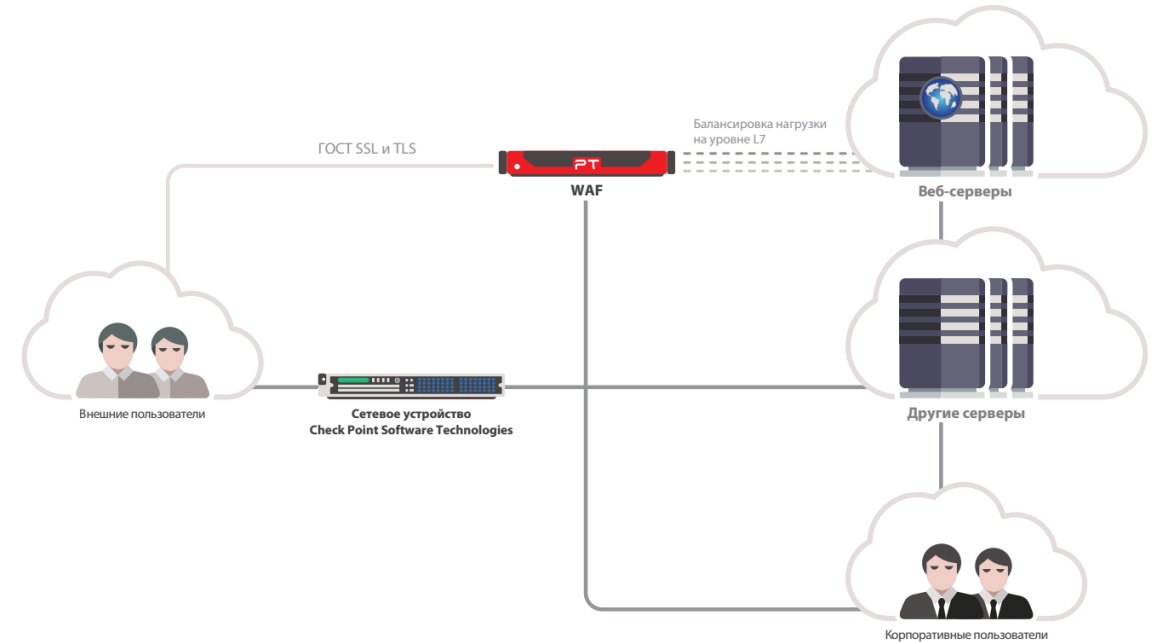 Балансировка нагрузки
на уровне L7
ГОСТ SSL и TLS
PT
WAF
Веб-серверы
Внешние пользователи
Сетевое устройство
Check Point Software Technologies
Другие серверы
Корпоративные пользователи